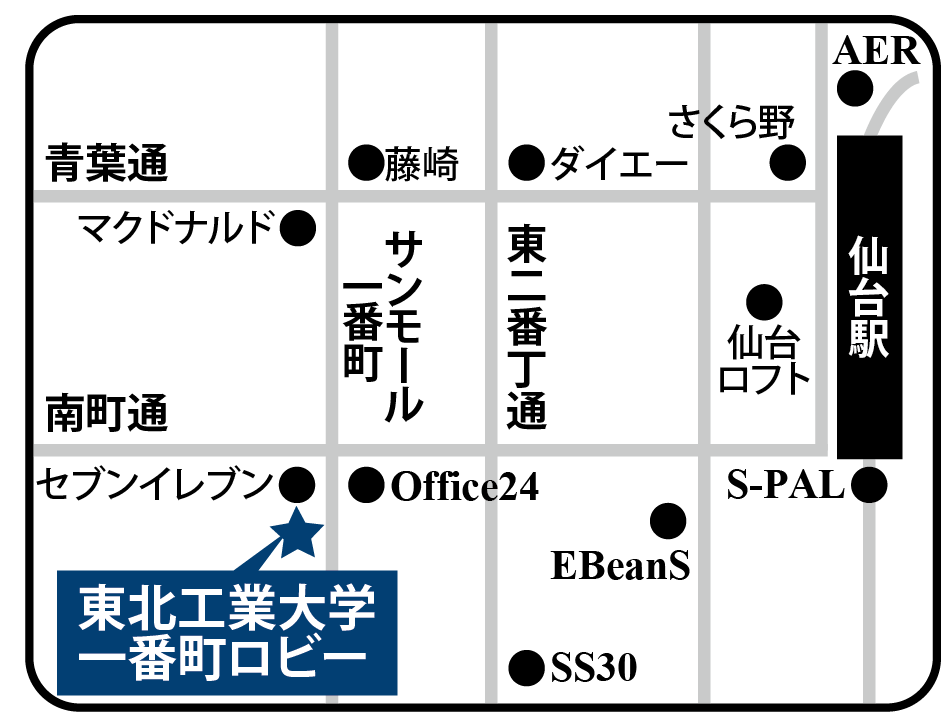 AER
さくら野
青葉通
藤崎
ダイエー
マクドナルド
サンモール
一番町
東二番丁通
仙台
ロフト
仙台駅
南町通
セブンイレブン
Office24
S-PAL
EBeanS
東北工業大学
一番町ロビー
SS30